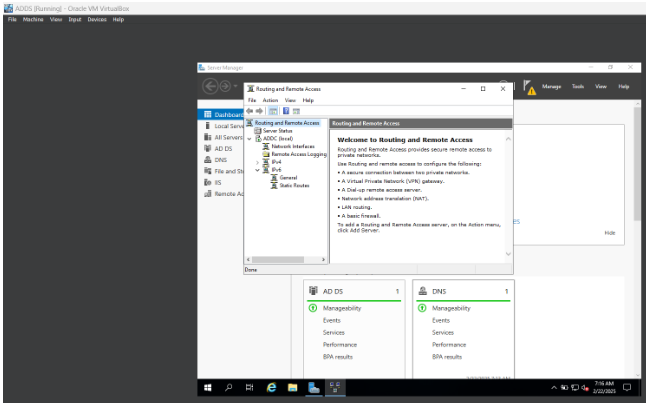 ADDS [Running] - Oracle VM VirtualBox
File Machine View Input Devices Help
Server Manager
Manage Tools View Help
Routing and Remote Access
File Action View Help
Dashboard
Local Serve
All Servers
AD DS
DNS
File and St
IIS
Remote Ac
Routing and Remote Access
Server Status
ADDC (local)
Network Interfaces
Remote Access Logging
IPv4
IPv6
General
Static Routes
Routing and Remote Access
Welcome to Routing and Remote Access
Routing and Remote Access provides secure remote access to
private networks.
Use Routing and remote access to configure the following:
• A secure connection between two private networks.
• A Virtual Private Network (VPN) gateway.
• A Dial-up remote access server.
• Network address translation (NAT).
• LAN routing.
• A basic firewall.
To add a Routing and Remote Access server, on the Action menu,
click Add Server.
Done
Hide
AD DS 1
Manageability
Events
Services
Performance
BPA results
DNS 1
Manageability
Events
Services
Performance
BPA results
7:16 AM
2/22/2025